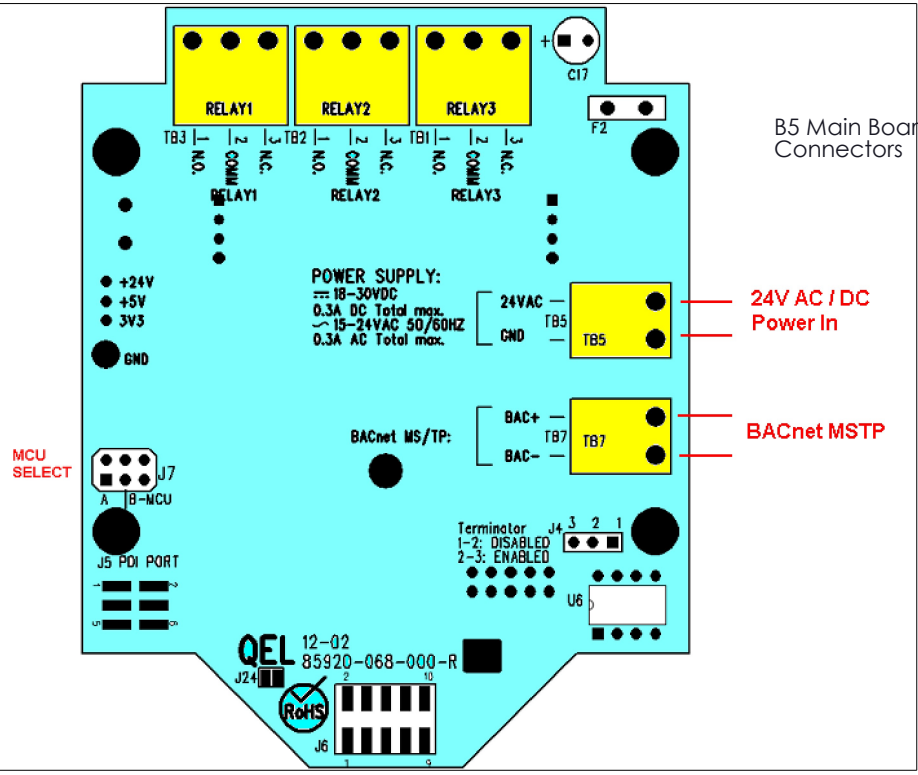 +
C17
F2
RELAY1
RELAY2
RELAY3
TB3 1 2 3
N.O. COMM N.C.
RELAY1
TB2 1 2 3
N.O. COMM N.C.
RELAY2
TB1 1 2 3
N.O. COMM N.C.
RELAY3
B5 Main Boar
Connectors
+24V
+5V
3V3
GND
POWER SUPPLY:
18-30VDC
0.3A DC Total max.
15-24VAC 50/60HZ
0.3A AC Total max.
24VAC
GND
TB5
TB5
24V AC / DC
Power In
BACnet MS/TP:
BAC+
BAC-
TB7
TB7
BACnet MSTP
MCU
SELECT
J7
A B-MCU
J5 PDI PORT
1 2
5 6
Terminator
1-2: DISABLED
2-3: ENABLED
J4 3 2 1
U6
QEL
12-02
85920-068-000-R
J24
RoHS
2 10
J6
1 9